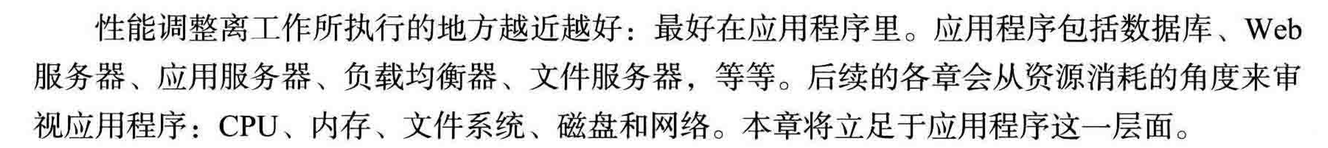 性能调整离工作所执行的地方越近越好：最好在应用程序里。应用程序包括数据库、Web
服务器、应用服务器、负载均衡器、文件服务器，等等。后续的各章会从资源消耗的角度来审
视应用程序：CPU、内存、文件系统、磁盘和网络。本章将立足于应用程序这一层面。